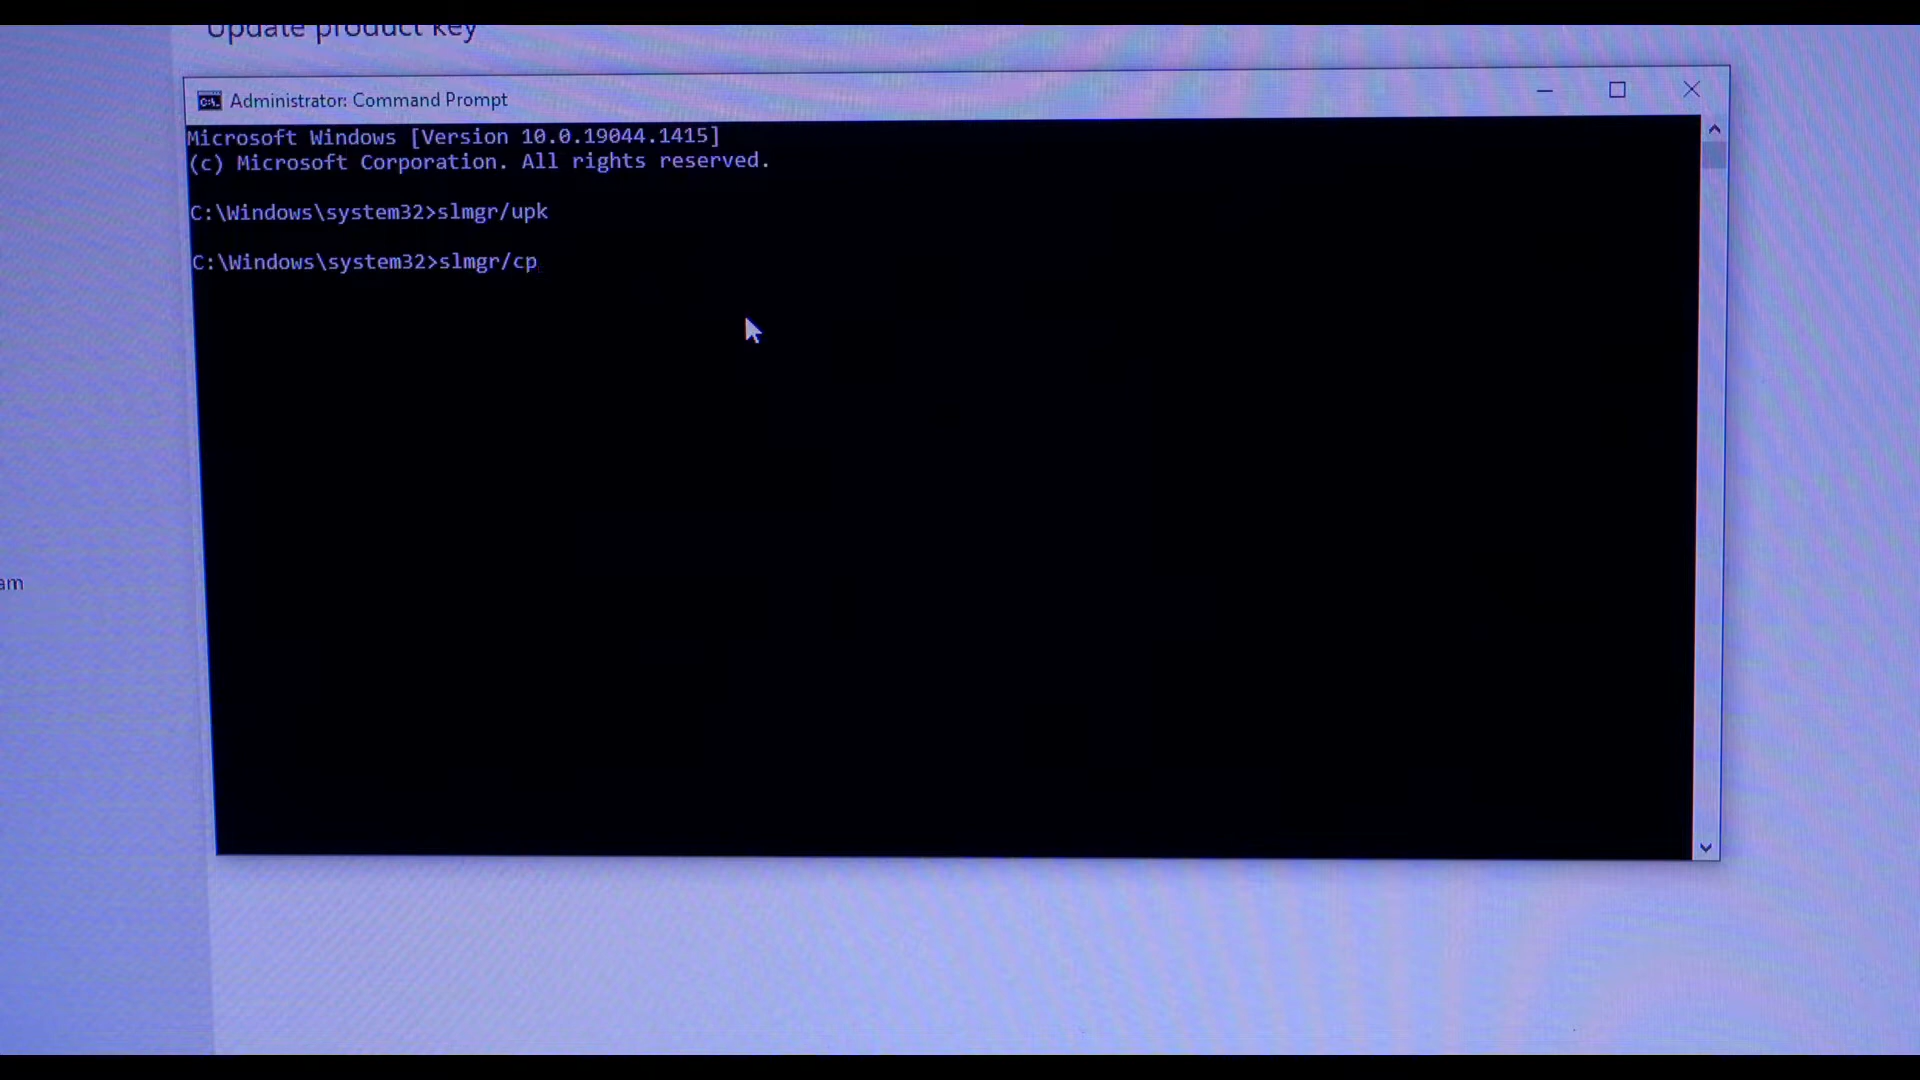 Update product key
Administrator: Command Prompt
Microsoft Windows [Version 10.0.19044.1415]
(c) Microsoft Corporation. All rights reserved.
C:\Windows\system32>slmgr/upk
C:\Windows\system32>slmgr/cp
am